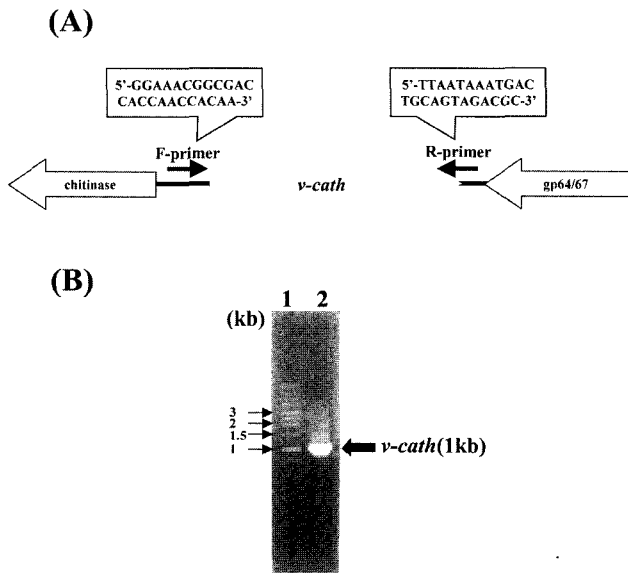 (A)
5'-GGAAACGGCGAC
CACCAACCACAA-3'
5'-TTAATAAATGAC
TGCAGTAGACGC-3'
F-primer
R-primer
chitinase
v-cath
gp64/67
(B)
1 2
(kb)
3
2
1.5
1
v-cath(1kb)